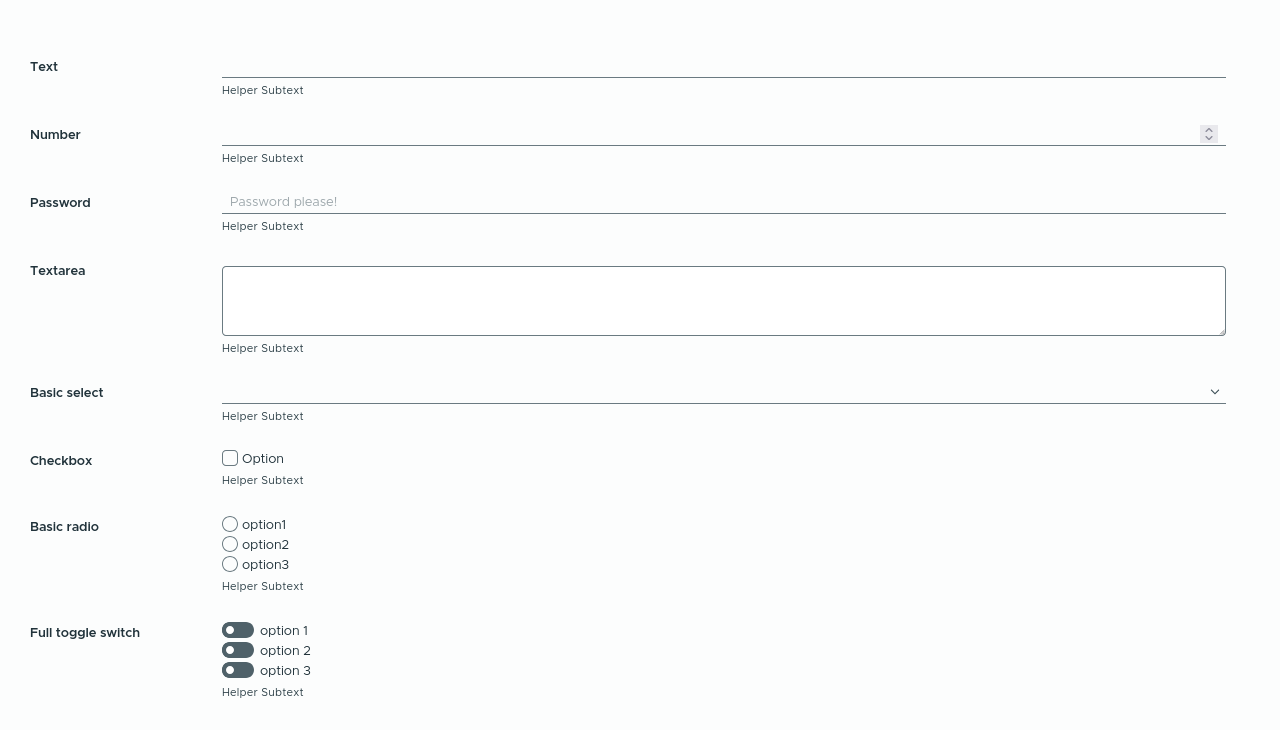 Text
Helper Subtext
Number
Helper Subtext
Password
Password please!
Helper Subtext
Textarea
Helper Subtext
Basic select
Helper Subtext
Checkbox
Option
Helper Subtext
Basic radio
option1
option2
option3
Helper Subtext
Full toggle switch
option 1
option 2
option 3
Helper Subtext